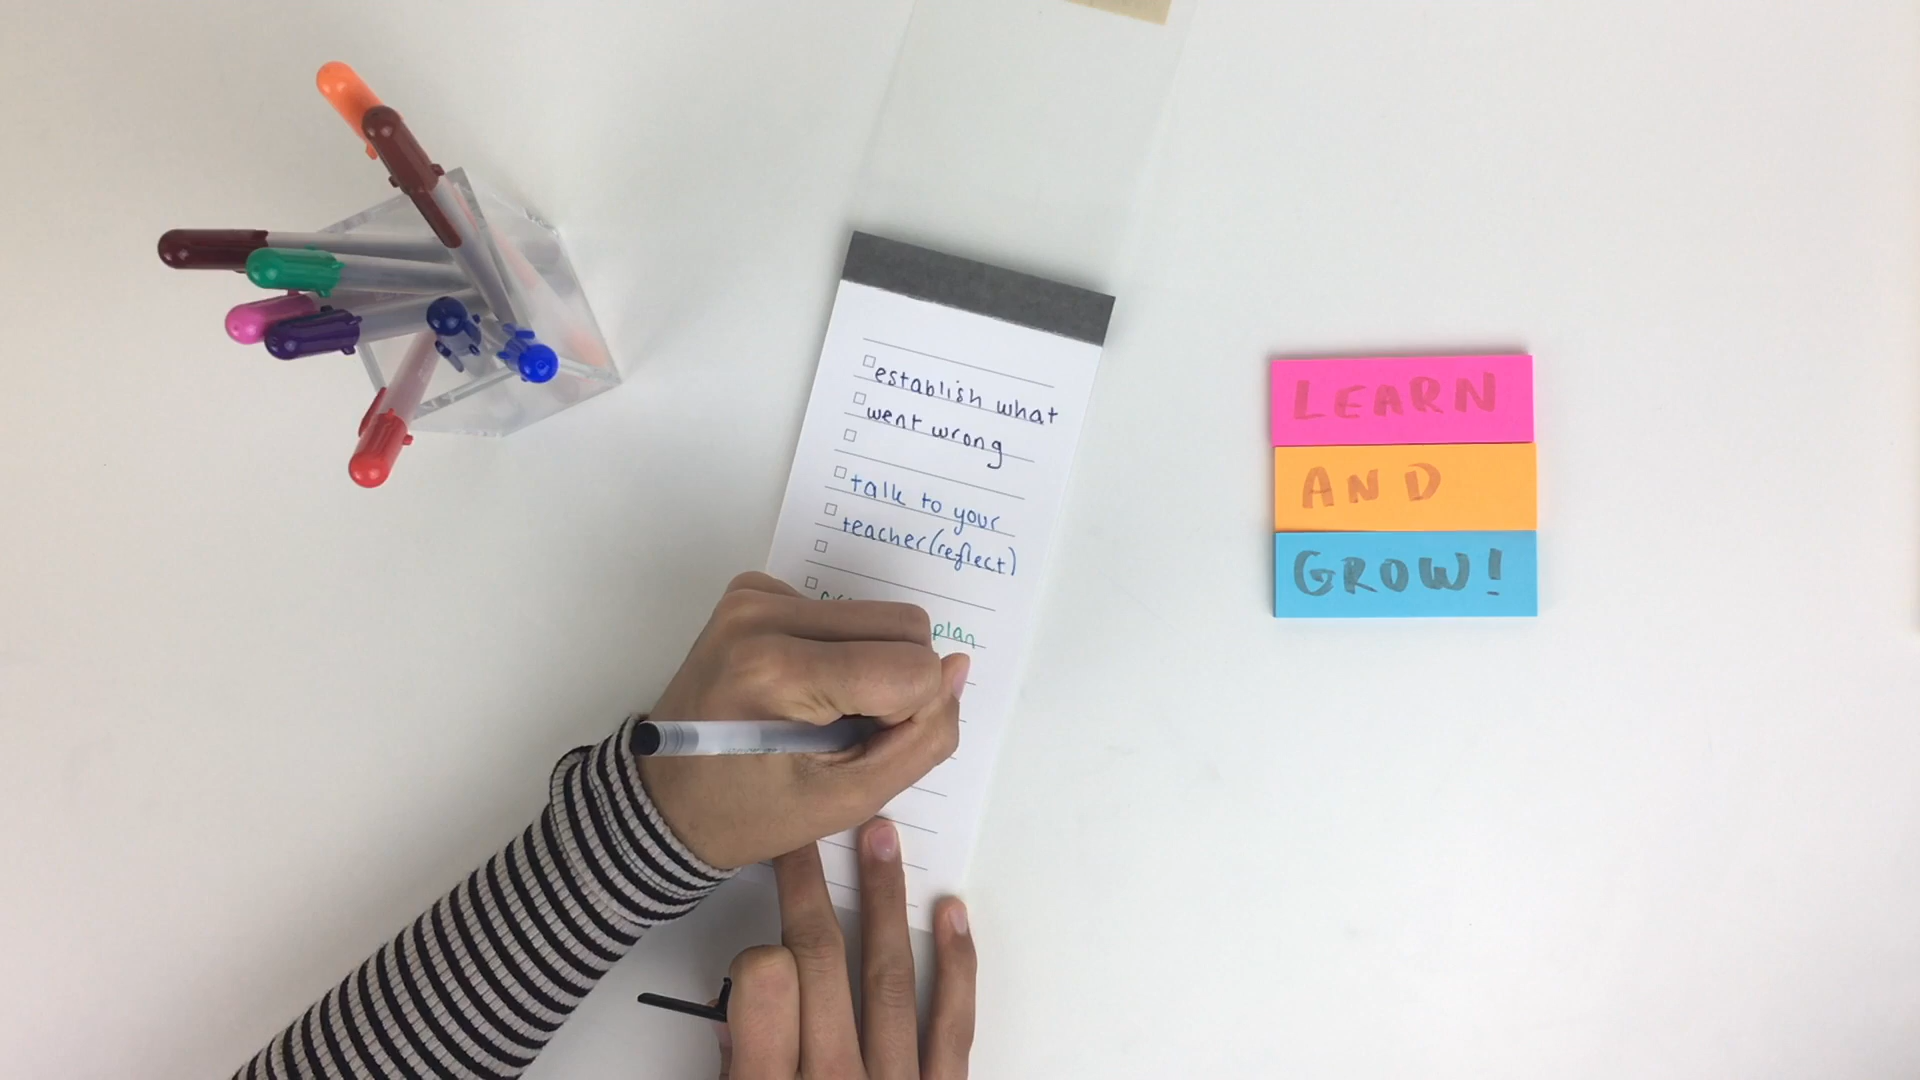 establish what
went wrong
talk to your
teacher (reflect)
plan
LEARN
AND
GROW!